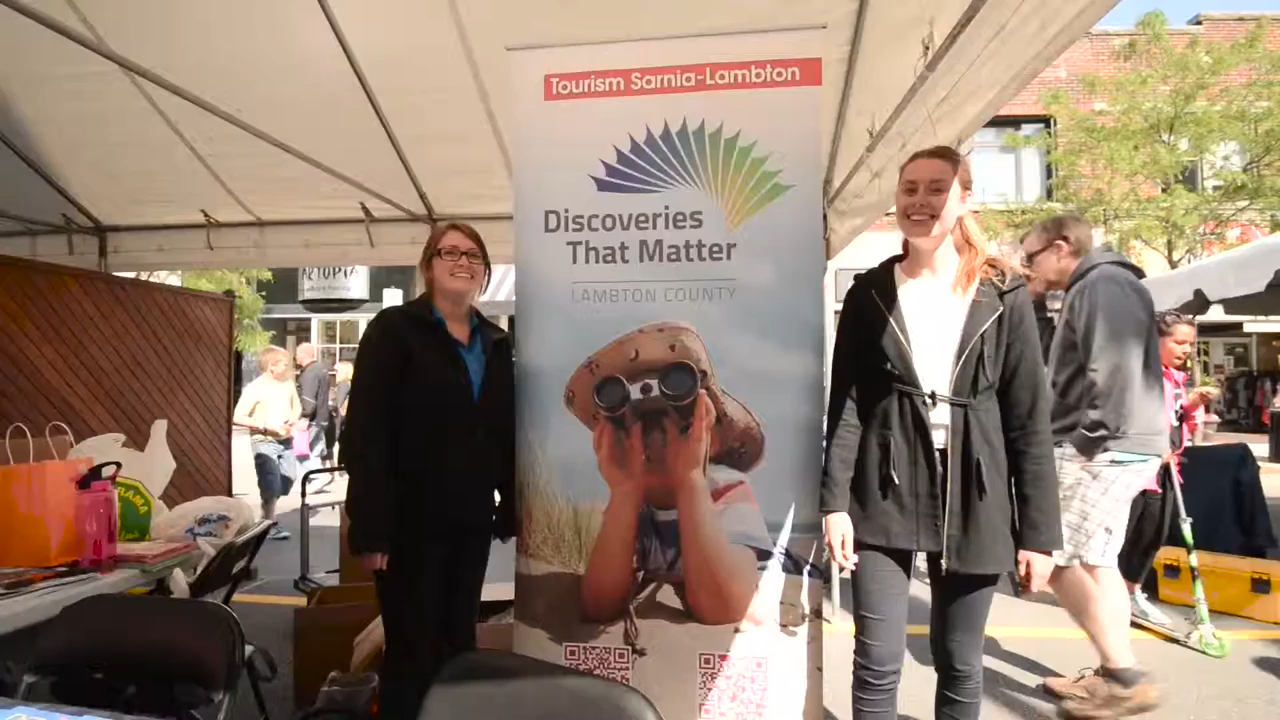 Tourism Sarnia-Lambton
Discoveries
That Matter
LAMBTON COUNTY
ARTOPIA